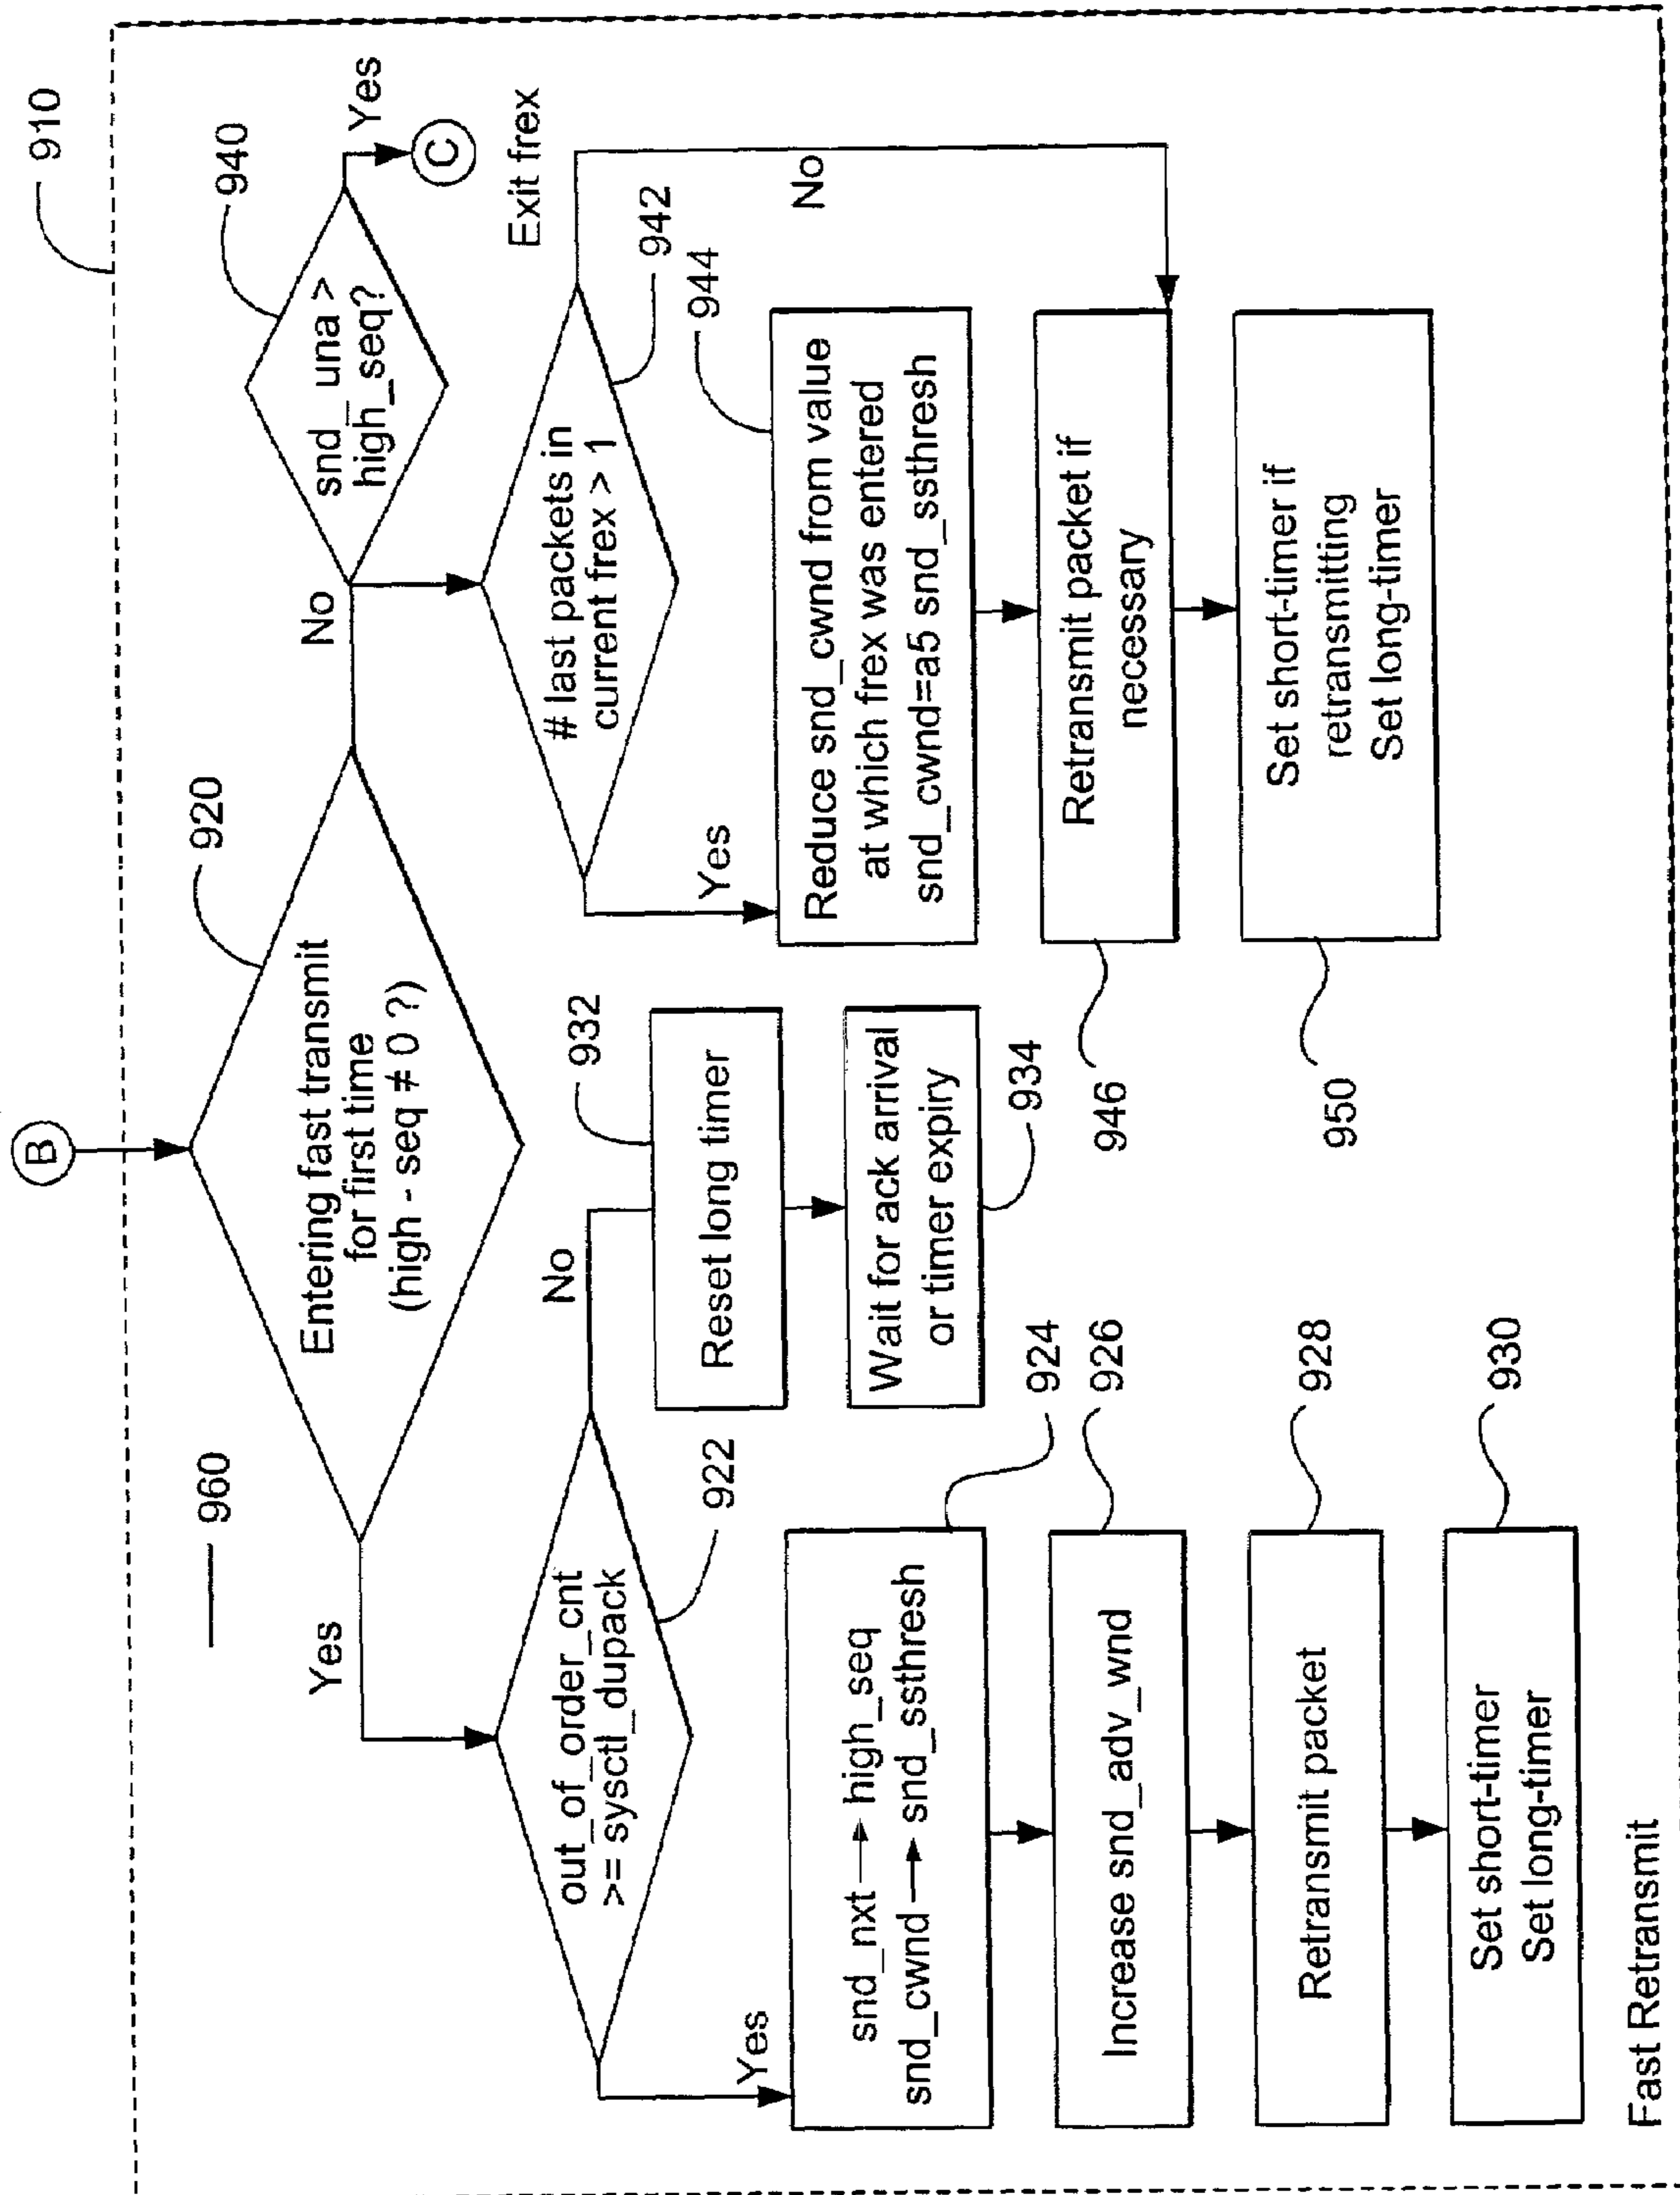 B
910
Entering fast transmit
for first time
(high - seq ≠ 0 ?)
920
960
Yes
No
snd_una >
high_seq?
940
Yes
C
Exit frex
out_of_order_cnt
>= sysctl_dupack
922
Yes
No
# last packets in
current frex > 1
942
Yes
No
Reset long timer
932
Wait for ack arrival
or timer expiry
934
snd_nxt → high_seq
snd_cwnd → snd_ssthresh
924
Increase snd_adv_wnd
926
Retransmit packet
928
Set short-timer
Set long-timer
930
Reduce snd_cwnd from value
at which frex was entered
snd_cwnd=a5 snd_ssthresh
944
Retransmit packet if
necessary
946
Set short-timer if
retransmitting
Set long-timer
950
Fast Retransmit